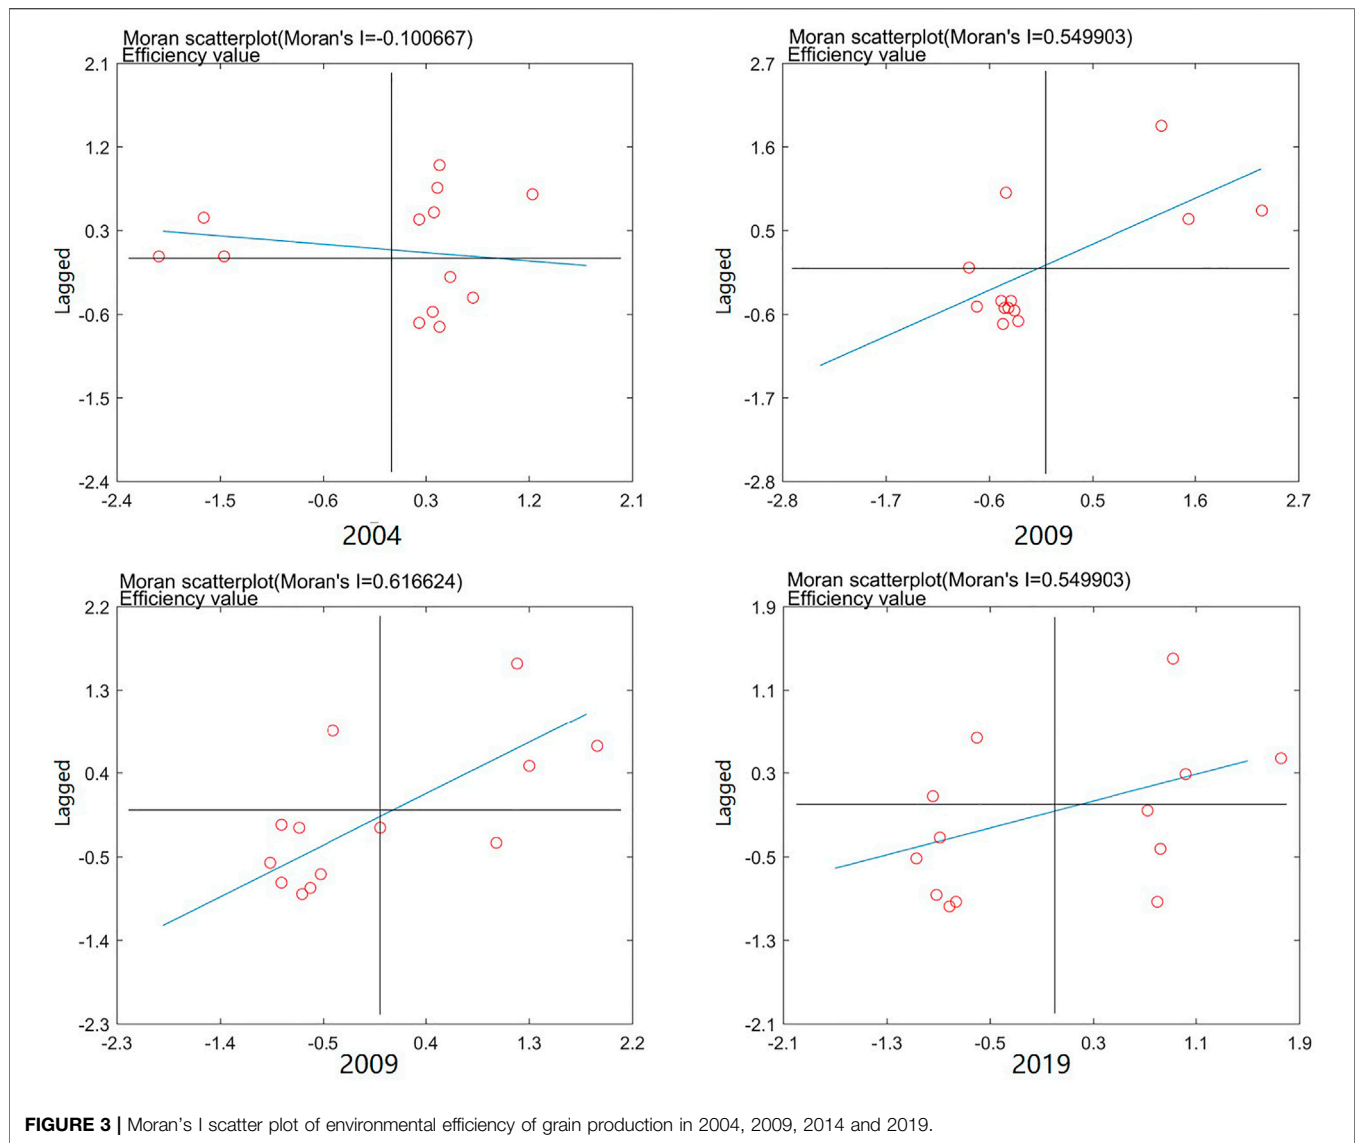 Moran scatterplot(Moran's I=-0.100667)
Efficiency value
2.1
1.2
0.3
-0.6
-1.5
-2.4
Lagged
-2.4 -1.5 -0.6 0.3 1.2 2.1
2004
Moran scatterplot(Moran's I=0.549903)
Efficiency value
2.7
1.6
0.5
-0.6
-1.7
-2.8
Lagged
-2.8 -1.7 -0.6 0.5 1.6 2.7
2009
Moran scatterplot(Moran's I=0.616624)
Efficiency value
2.2
1.3
0.4
-0.5
-1.4
-2.3
Lagged
-2.3 -1.4 -0.5 0.4 1.3 2.2
2009
Moran scatterplot(Moran's I=0.549903)
Efficiency value
1.9
1.1
0.3
-0.5
-1.3
-2.1
Lagged
-2.1 -1.3 -0.5 0.3 1.1 1.9
2019
FIGURE 3 | Moran's I scatter plot of environmental efficiency of grain production in 2004, 2009, 2014 and 2019.